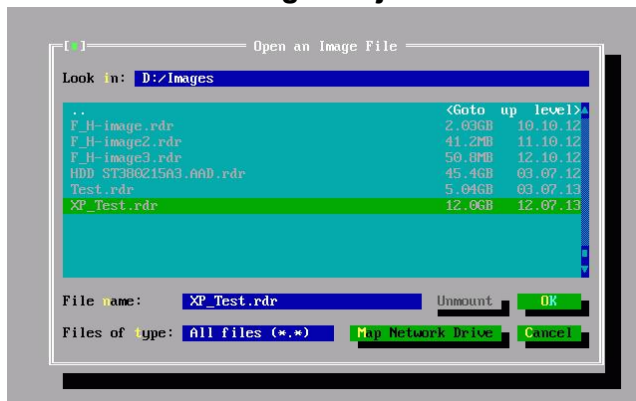 [■] Open an Image File
Look in: D:/Images
.. <Goto up level>
F_H-image.rdr 2.03GB 10.10.12
F_H-image2.rdr 41.2MB 11.10.12
F_H-image3.rdr 50.8MB 12.10.12
HDD ST380215A3.AAD.rdr 45.4GB 03.07.12
Test.rdr 5.04GB 03.07.13
XP_Test.rdr 12.0GB 12.07.13
File name: XP_Test.rdr Unmount OK
Files of type: All files (*.*) Map Network Drive Cancel